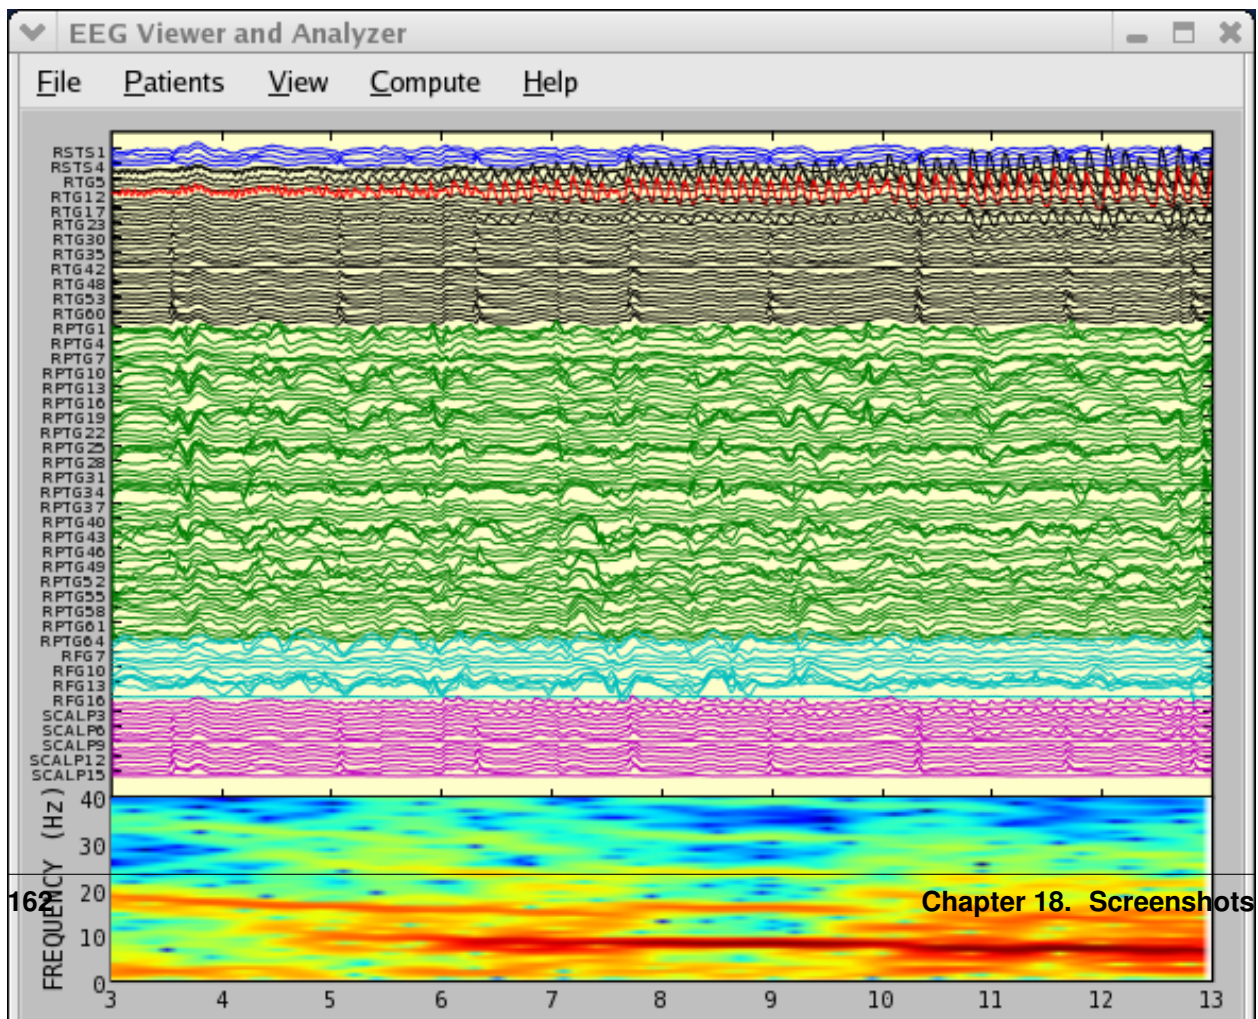 EEG Viewer and Analyzer
File Patients View Compute Help
RSTS1
RSTS4
RTG5
RTG12
RTG17
RTG23
RTG30
RTG35
RTG42
RTG48
RTG53
RTG60
RPTG1
RPTG4
RPTG7
RPTG10
RPTG13
RPTG16
RPTG19
RPTG22
RPTG25
RPTG28
RPTG31
RPTG34
RPTG37
RPTG40
RPTG43
RPTG46
RPTG49
RPTG52
RPTG55
RPTG58
RPTG61
RPTG64
RFG7
RFG10
RFG13
RFG16
SCALP3
SCALP6
SCALP9
SCALP12
SCALP15
FREQUENCY (Hz)
40
30
20
10
0
162 Chapter 18. Screenshots
3 4 5 6 7 8 9 10 11 12 13